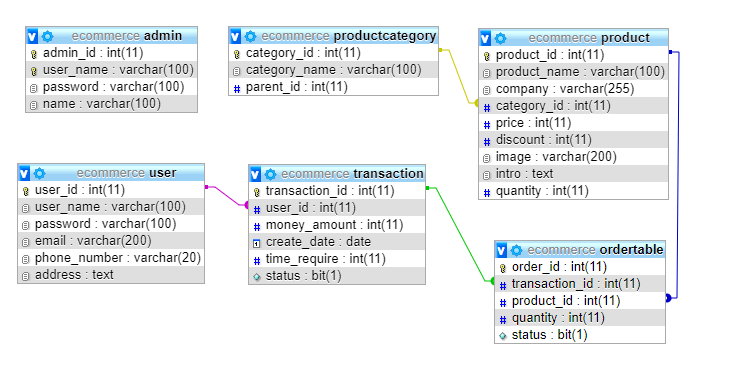 ecommerce admin
admin_id : int(11)
user_name : varchar(100)
password : varchar(100)
name : varchar(100)
ecommerce productcategory
category_id : int(11)
category_name : varchar(100)
parent_id : int(11)
ecommerce product
product_id : int(11)
product_name : varchar(100)
company : varchar(255)
category_id : int(11)
price : int(11)
discount : int(11)
image : varchar(200)
intro : text
quantity : int(11)
ecommerce user
user_id : int(11)
user_name : varchar(100)
password : varchar(100)
email : varchar(200)
phone_number : varchar(20)
address : text
ecommerce transaction
transaction_id : int(11)
user_id : int(11)
money_amount : int(11)
create_date : date
time_require : int(11)
status : bit(1)
ecommerce ordertable
order_id : int(11)
transaction_id : int(11)
product_id : int(11)
quantity : int(11)
status : bit(1)